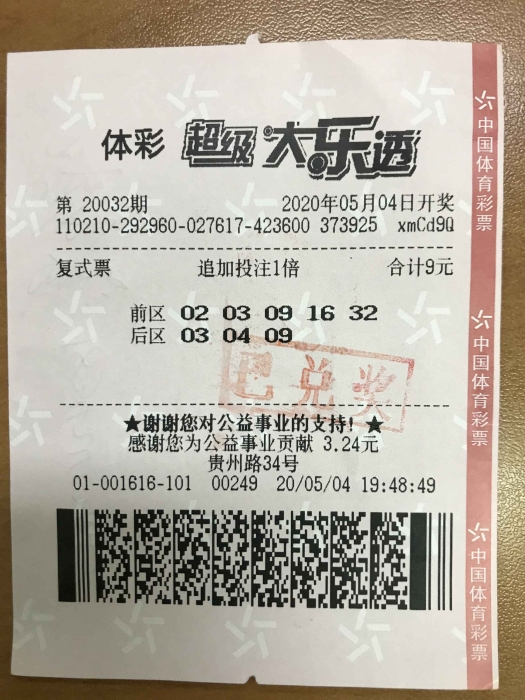 体彩 超级大乐透
第 20032期 2020年05月04日开奖
110210-292960-027617-423600 373925 xmCd9Q
复式票 追加投注1倍 合计9元
前区 02 03 09 16 32
后区 03 04 09
已兑奖
★谢谢您对公益事业的支持!★
感谢您为公益事业贡献 3.24元
贵州路34号
01-001616-101 00249 20/05/04 19:48:49
中国体育彩票
中国体育彩票
中国体育彩票